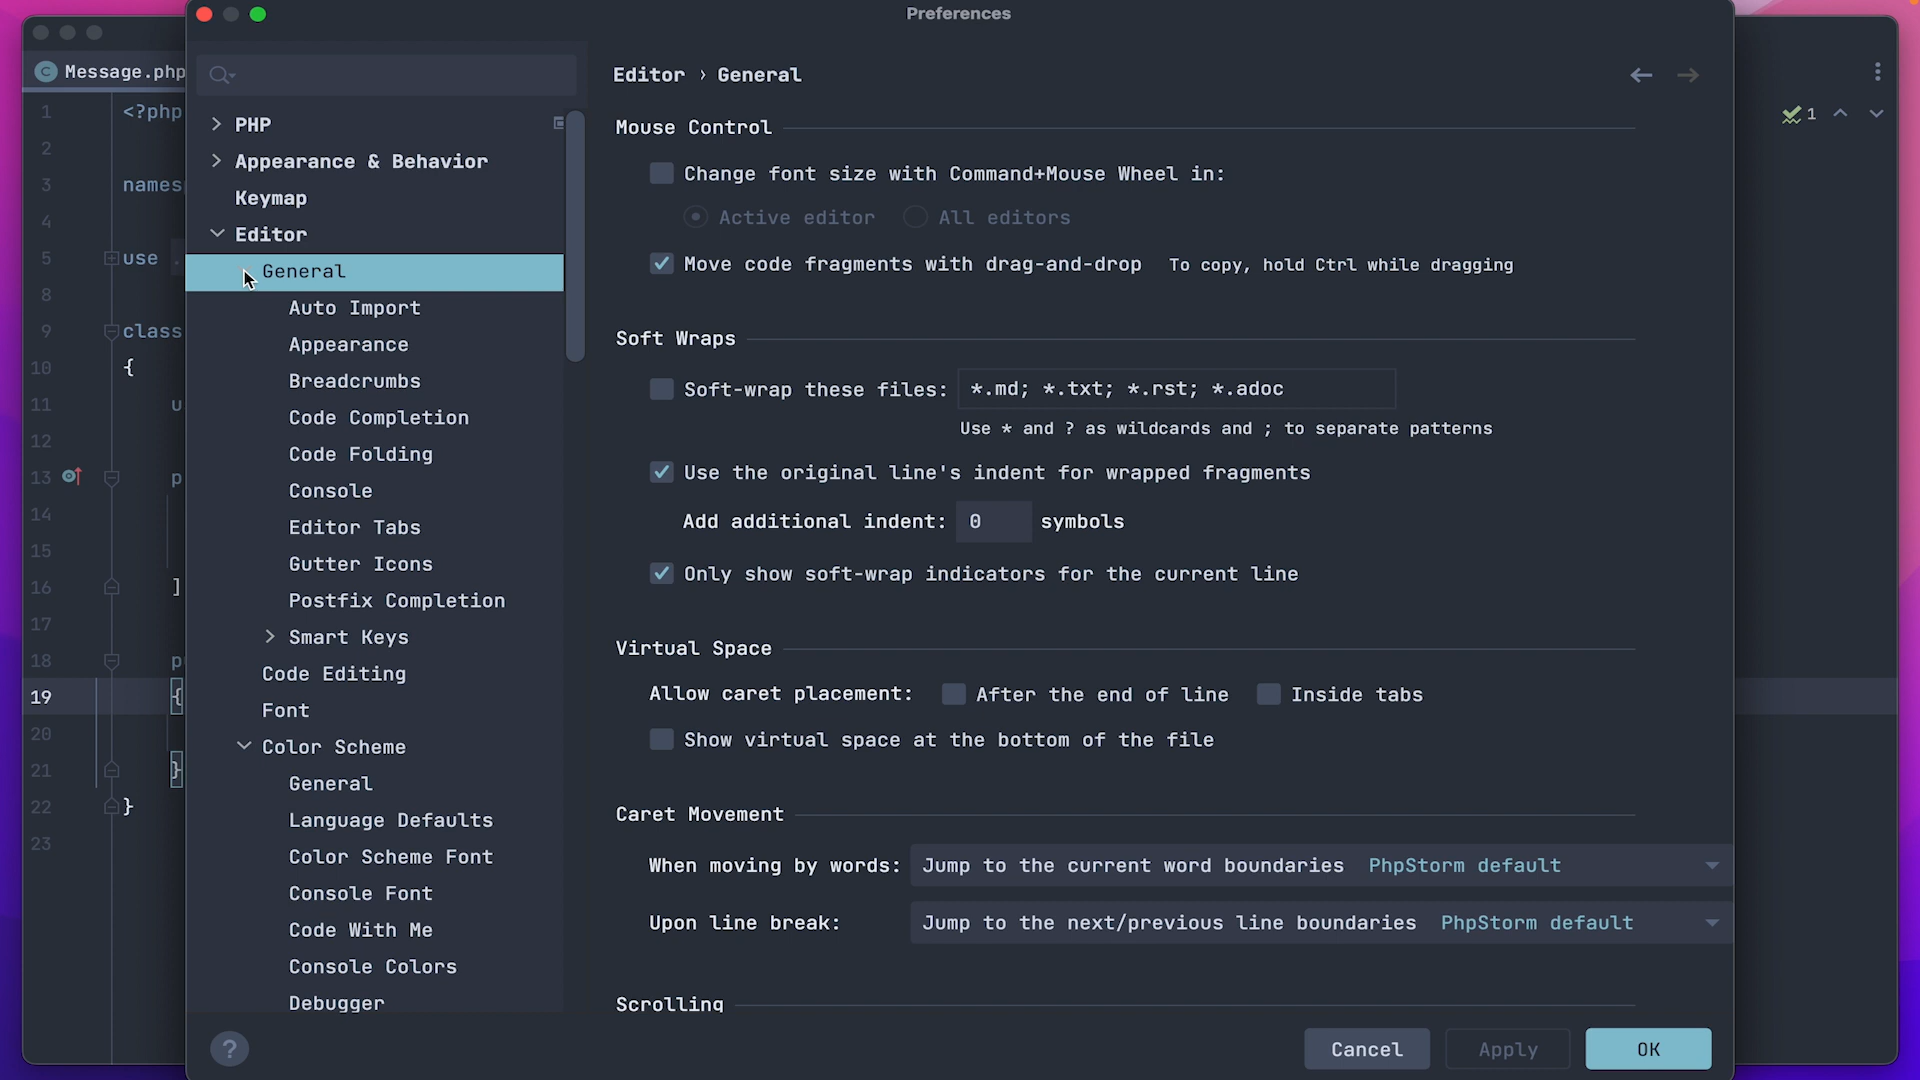 Preferences
Message.php
1 <?php
2
3 names
4
5 use .
8
9 class
10 {
11 u
12
13 p
14
15
16 ]
17
18 p
19 {
20
21 }
22 }
23
PHP
Appearance & Behavior
Keymap
Editor
General
Auto Import
Appearance
Breadcrumbs
Code Completion
Code Folding
Console
Editor Tabs
Gutter Icons
Postfix Completion
Smart Keys
Code Editing
Font
Color Scheme
General
Language Defaults
Color Scheme Font
Console Font
Code With Me
Console Colors
Debugger
Editor › General
Mouse Control
Change font size with Command+Mouse Wheel in:
Active editor All editors
Move code fragments with drag-and-drop To copy, hold Ctrl while dragging
Soft Wraps
Soft-wrap these files: *.md; *.txt; *.rst; *.adoc
Use * and ? as wildcards and ; to separate patterns
Use the original line's indent for wrapped fragments
Add additional indent: 0 symbols
Only show soft-wrap indicators for the current line
Virtual Space
Allow caret placement: After the end of line Inside tabs
Show virtual space at the bottom of the file
Caret Movement
When moving by words: Jump to the current word boundaries PhpStorm default
Upon line break: Jump to the next/previous line boundaries PhpStorm default
Scrolling
? Cancel Apply OK
1